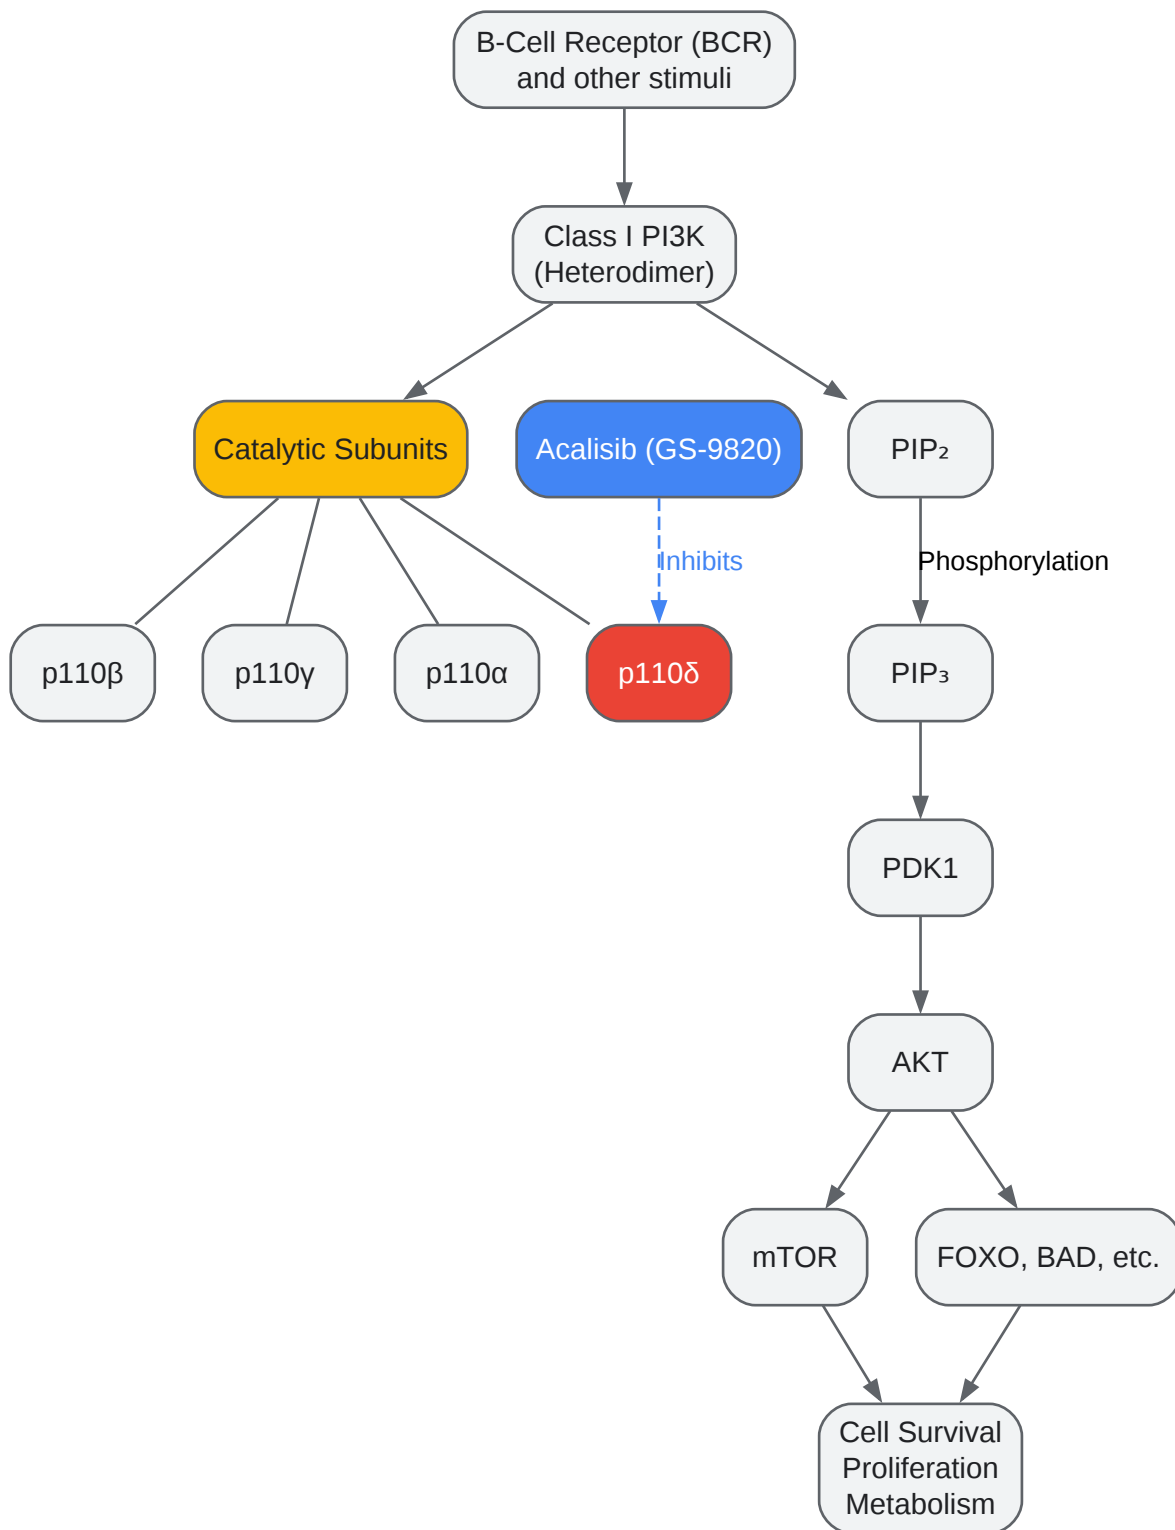 B-Cell Receptor (BCR)
and other stimuli
Class I PI3K
(Heterodimer)
Catalytic Subunits
Acalisib (GS-9820)
PIP₂
Inhibits
Phosphorylation
p110β
p110γ
p110α
p110δ
PIP₃
PDK1
AKT
mTOR
FOXO, BAD, etc.
Cell Survival
Proliferation
Metabolism